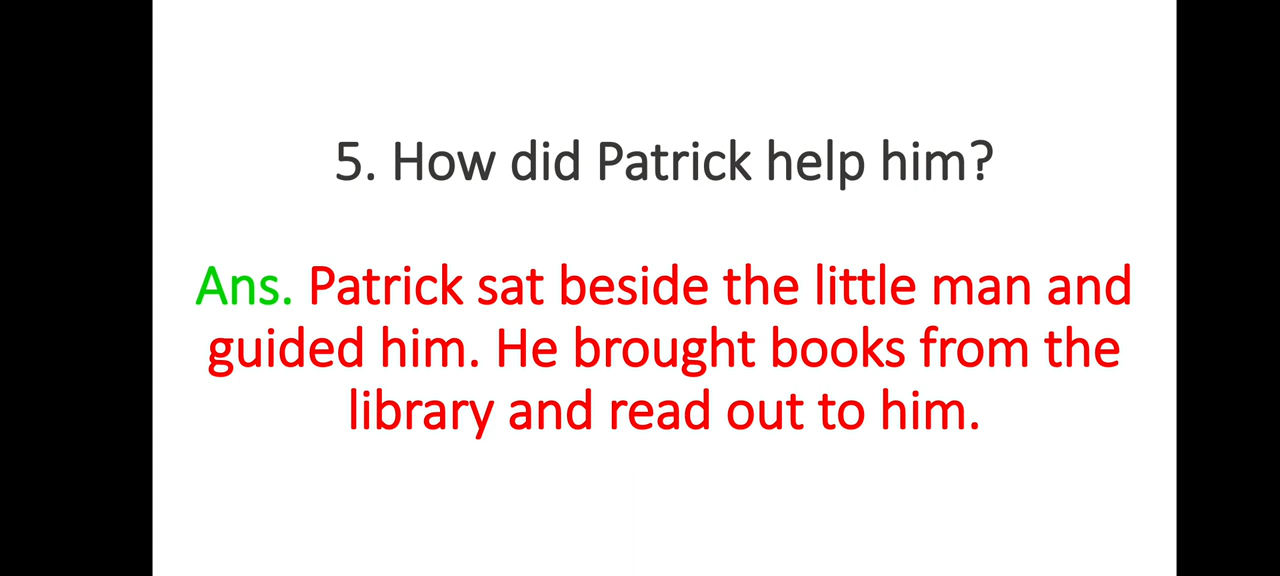 5. How did Patrick help him?
Ans. Patrick sat beside the little man and
guided him. He brought books from the
library and read out to him.